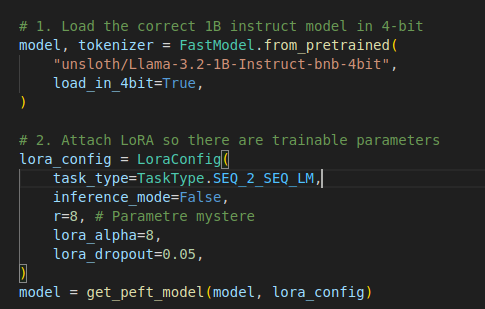 # 1. Load the correct 1B instruct model in 4-bit
model, tokenizer = FastModel.from_pretrained(
    "unsloth/Llama-3.2-1B-Instruct-bnb-4bit",
    load_in_4bit=True,
)
# 2. Attach LoRA so there are trainable parameters
lora_config = LoraConfig(
    task_type=TaskType.SEQ_2_SEQ_LM,
    inference_mode=False,
    r=8, # Parametre mystere
    lora_alpha=8,
    lora_dropout=0.05,
)
model = get_peft_model(model, lora_config)